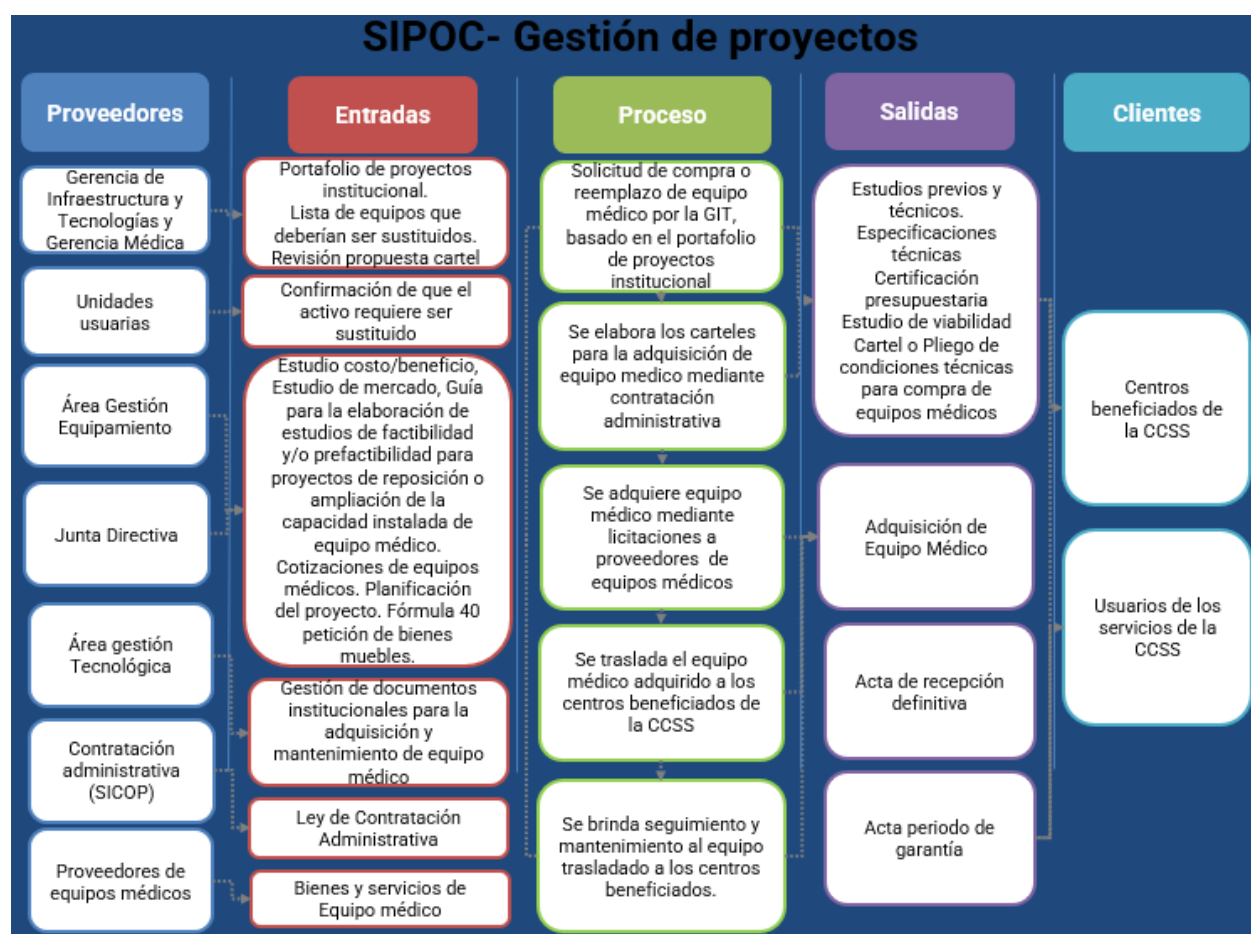 SIPOC- Gestión de proyectos
Proveedores
Gerencia de
Infraestructura y
Tecnologías y
Gerencia Médica
Unidades
usuarias
Área Gestión
Equipamiento
Junta Directiva
Área gestión
Tecnológica
Contratación
administrativa
(SICOP)
Proveedores de
equipos médicos
Entradas
Portafolio de proyectos
institucional.
Lista de equipos que
deberían ser sustituidos.
Revisión propuesta cartel
Confirmación de que el
activo requiere ser
sustituido
Estudio costo/beneficio,
Estudio de mercado, Guía
para la elaboración de
estudios de factibilidad
y/o prefactibilidad para
proyectos de reposición o
ampliación de la
capacidad instalada de
equipo médico.
Cotizaciones de equipos
médicos. Planificación
del proyecto. Fórmula 40
petición de bienes
muebles.
Gestión de documentos
institucionales para la
adquisición y
mantenimiento de equipo
médico
Ley de Contratación
Administrativa
Bienes y servicios de
Equipo médico
Proceso
Solicitud de compra o
reemplazo de equipo
médico por la GIT,
basado en el portafolio
de proyectos
institucional
Se elabora los carteles
para la adquisición de
equipo medico mediante
contratación
administrativa
Se adquiere equipo
médico mediante
licitaciones a
proveedores de
equipos médicos
Se traslada el equipo
médico adquirido a los
centros beneficiados de
la CCSS
Se brinda seguimiento y
mantenimiento al equipo
trasladado a los centros
beneficiados.
Salidas
Estudios previos y
técnicos.
Especificaciones
técnicas
Certificación
presupuestaria
Estudio de viabilidad
Cartel o Pliego de
condiciones técnicas
para compra de
equipos médicos
Adquisición de
Equipo Médico
Acta de recepción
definitiva
Acta periodo de
garantía
Clientes
Centros
beneficiados de
la CCSS
Usuarios de los
servicios de la
CCSS